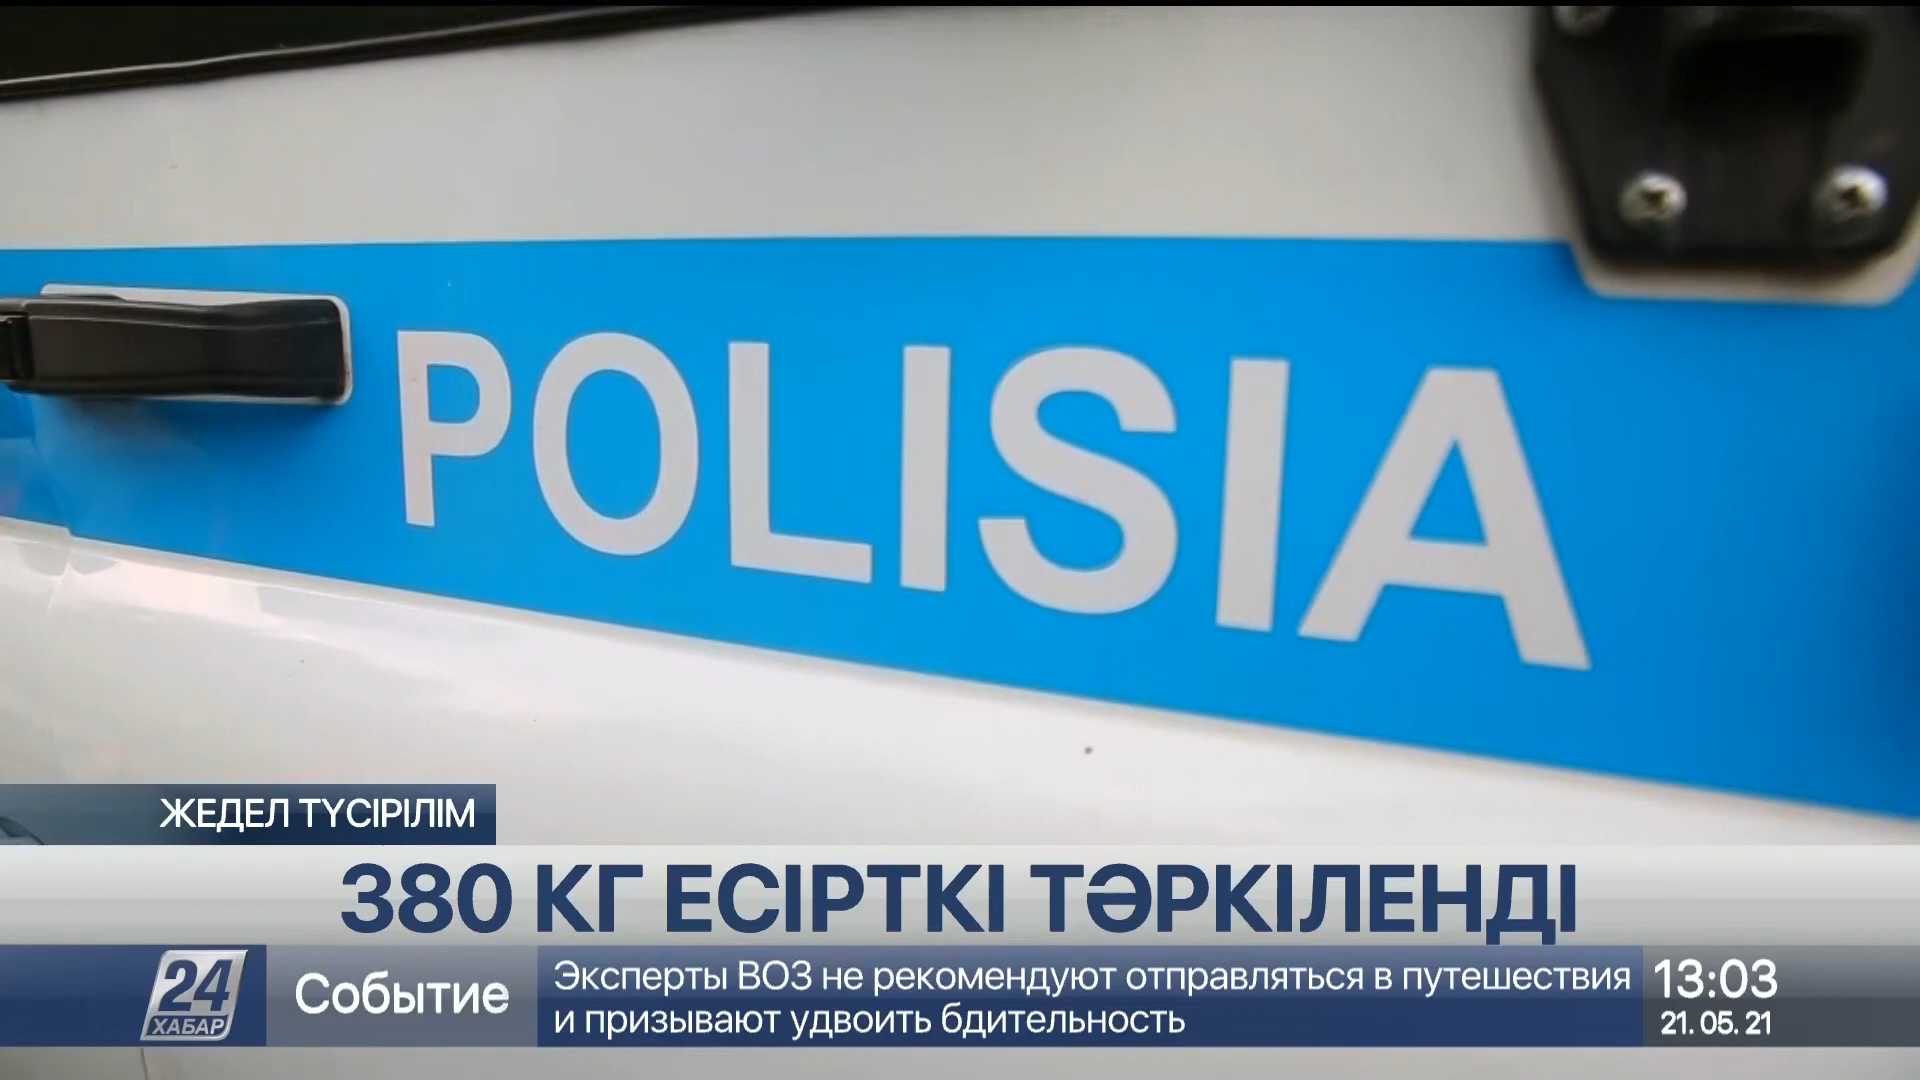 POLISIA
ЖЕДЕЛ ТҮСІРІЛІМ
380 КГ ЕСІРТКІ ТӘРКІЛЕНДІ
24
ХАБАР
Событие
Эксперты ВОЗ не рекомендуют отправляться в путешествия
и призывают удвоить бдительность
13:03
21. 05. 21